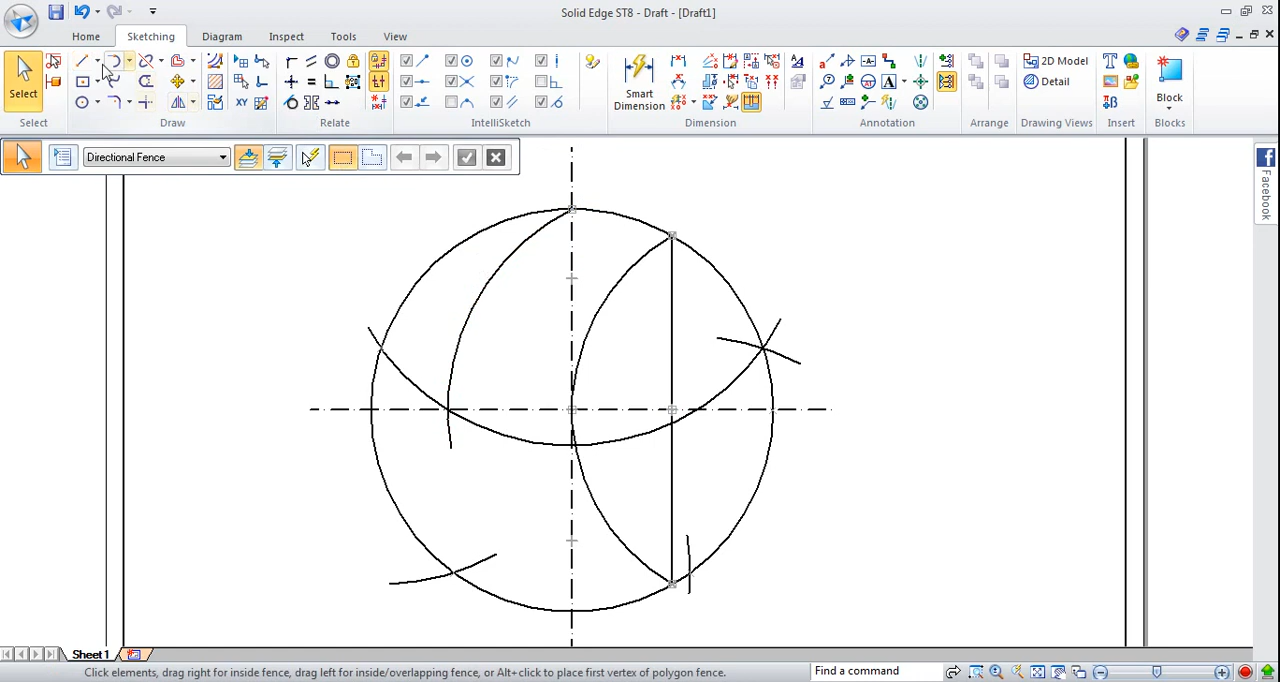 Solid Edge ST8 - Draft - [Draft1]
Home
Sketching
Diagram
Inspect
Tools
View
Select
Smart
Dimension
A
XY
2D Model
Detail
Block
Select
Draw
Relate
IntelliSketch
Dimension
Annotation
Arrange
Drawing Views
Insert
Blocks
Directional Fence
Facebook
Sheet1
Click elements, drag right for inside fence, drag left for inside/overlapping fence, or Alt+click to place first vertex of polygon fence.
Find a command